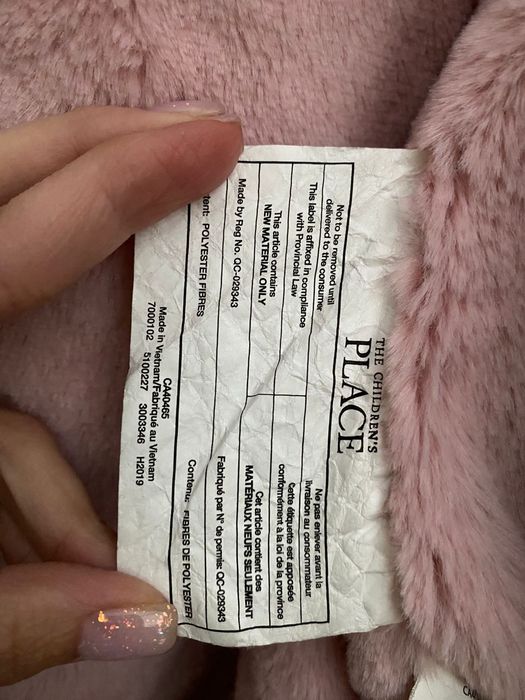 THE CHILDREN'S
PLACE
Not to be removed until
delivered to the consumer
This label is affixed in compliance
with Provincial Law
This article contains
NEW MATERIAL ONLY
Made by Reg No. QC-029343
tent: POLYESTER FIBRES
Ne pas enlever avant la
livraison au consommateur
Cette étiquette est apposée
conformément à la loi de la province
Cet article contient des
MATÉRIAUX NEUFS SEULEMENT
Fabriqué par N° de permis: QC-029343
Contenu: FIBRES DE POLYESTER
CA40465
Made in Vietnam/Fabriqué au Vietnam
7000102 5100227 3003346 H2019